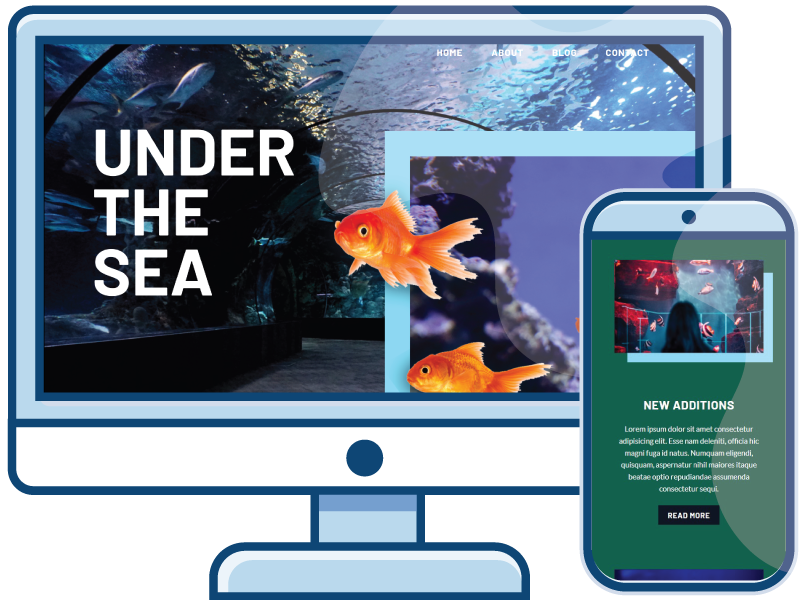 HOME ABOUT BLOG CONTACT
UNDER
THE
SEA
NEW ADDITIONS
Lorem ipsum dolor sit amet consectetur
adipisicing elit. Esse nam deleniti, officia hic
magni fuga id natus. Numquam eligendi,
quisquam, aspernatur nihil maiores itaque
beatae optio repudiandae assumenda
consectetur sequi.
READ MORE